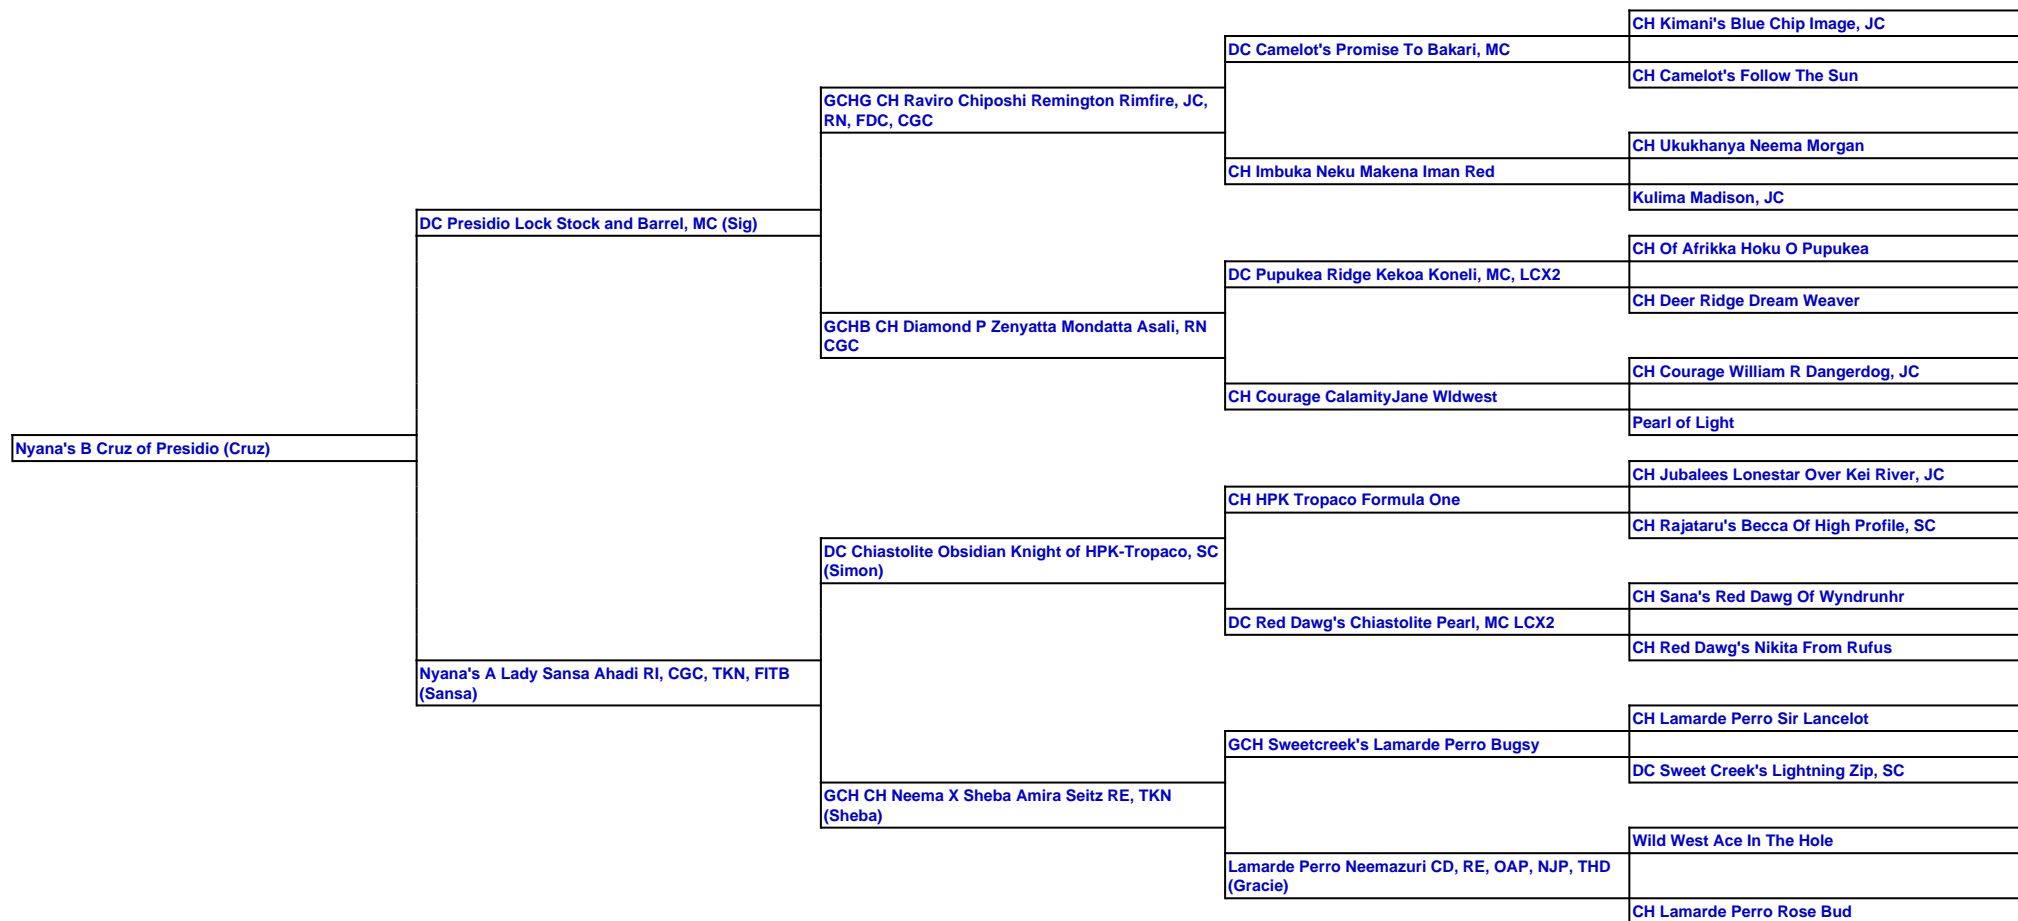 CH Kimani's Blue Chip Image, JC
DC Camelot's Promise To Bakari, MC
CH Camelot's Follow The Sun
GCHG CH Raviro Chiposhi Remington Rimfire, JC,
RN, FDC, CGC
CH Ukukhanya Neema Morgan
CH Imbuka Neku Makena Iman Red
Kulima Madison, JC
DC Presidio Lock Stock and Barrel, MC (Sig)
CH Of Afrikka Hoku O Pupukea
DC Pupukea Ridge Kekoa Koneli, MC, LCX2
CH Deer Ridge Dream Weaver
GCHB CH Diamond P Zenyatta Mondatta Asali, RN
CGC
CH Courage William R Dangerdog, JC
CH Courage CalamityJane Wldwest
Pearl of Light
Nyana's B Cruz of Presidio (Cruz)
CH Jubalees Lonestar Over Kei River, JC
CH HPK Tropaco Formula One
CH Rajataru's Becca Of High Profile, SC
DC Chiastolite Obsidian Knight of HPK-Tropaco, SC
(Simon)
CH Sana's Red Dawg Of Wyndrunhr
DC Red Dawg's Chiastolite Pearl, MC LCX2
CH Red Dawg's Nikita From Rufus
Nyana's A Lady Sansa Ahadi RI, CGC, TKN, FITB
(Sansa)
CH Lamarde Perro Sir Lancelot
GCH Sweetcreek's Lamarde Perro Bugsy
DC Sweet Creek's Lightning Zip, SC
GCH CH Neema X Sheba Amira Seitz RE, TKN
(Sheba)
Wild West Ace In The Hole
Lamarde Perro Neemazuri CD, RE, OAP, NJP, THD
(Gracie)
CH Lamarde Perro Rose Bud